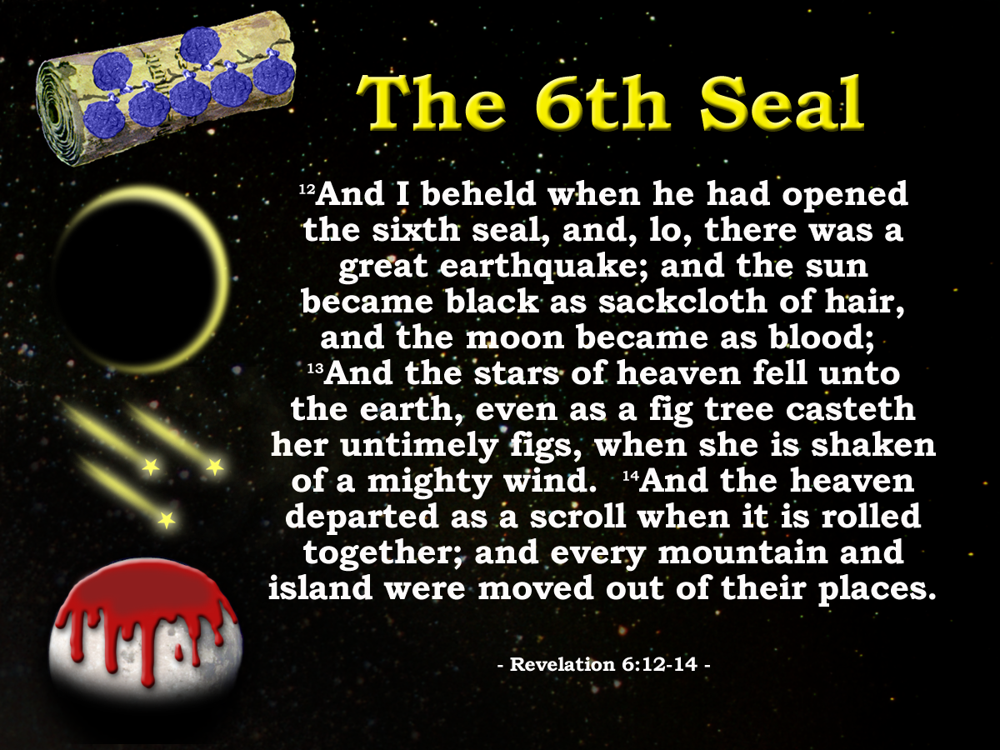 The 6th Seal
12And I beheld when he had opened
the sixth seal, and, lo, there was a
great earthquake; and the sun
became black as sackcloth of hair,
and the moon became as blood;
13And the stars of heaven fell unto
the earth, even as a fig tree casteth
her untimely figs, when she is shaken
of a mighty wind.  14And the heaven
departed as a scroll when it is rolled
together; and every mountain and
island were moved out of their places.
- Revelation 6:12-14 -